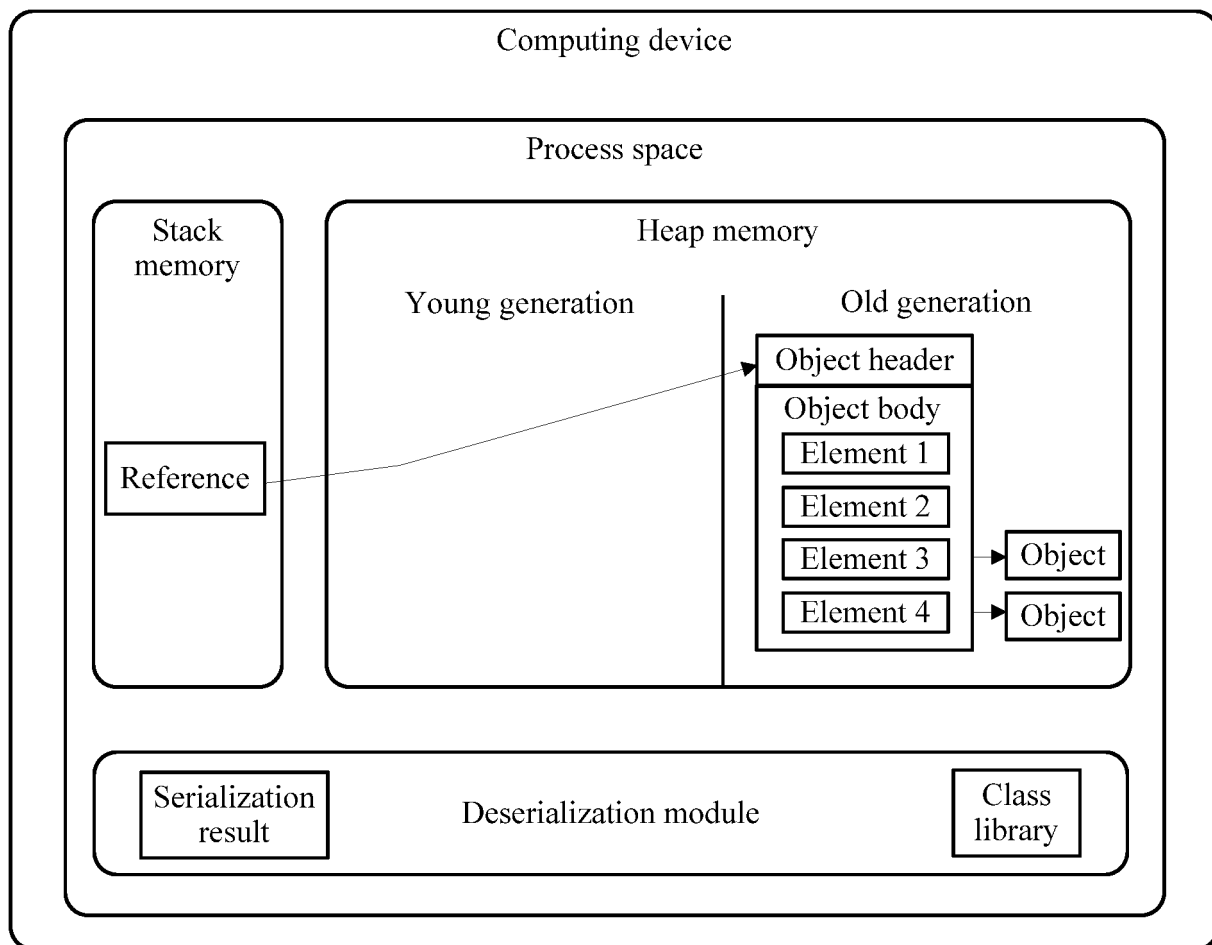 Computing device
Process space
Stack
memory
Heap memory
Young generation
Old generation
Object header
Object body
Element 1
Reference
Element 2
Element 3
Object
Element 4
Object
Serialization
result
Deserialization module
Class
library